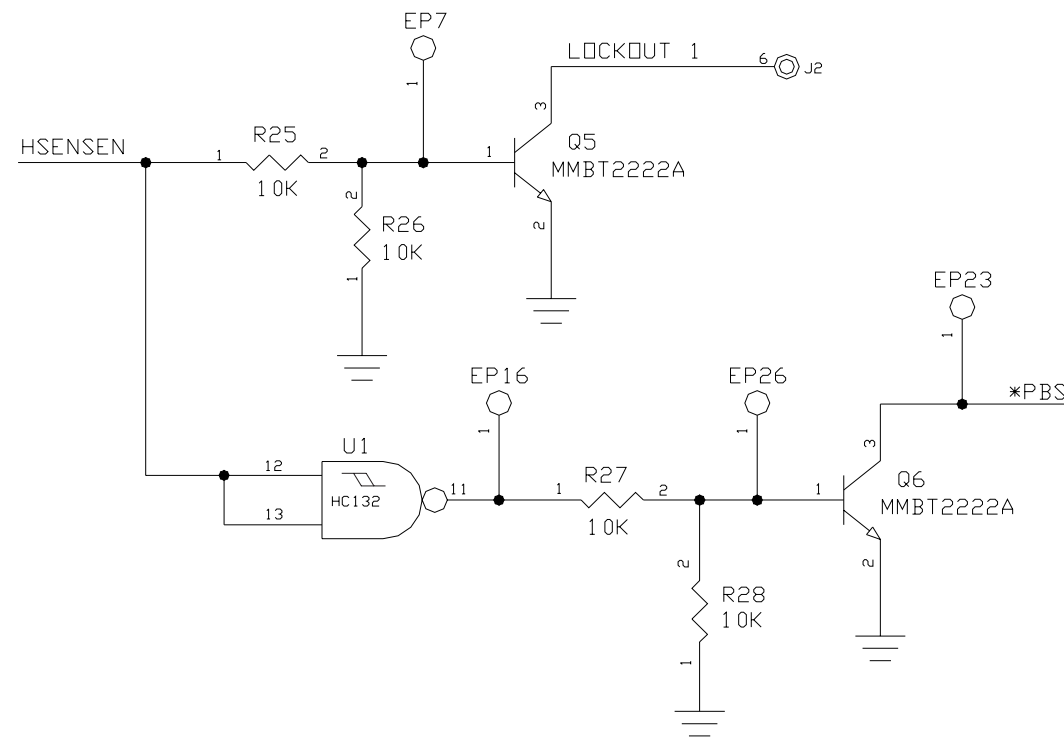 EP7
1
LOCKOUT 1
6
J2
3
HSENSEN
1
R25
2
10K
1
Q5
MMBT2222A
2
R26
10K
1
2
EP23
1
*PBS
EP16
1
EP26
1
3
U1
12
HC132
13
11
1
R27
2
10K
1
Q6
MMBT2222A
2
2
R28
10K
1